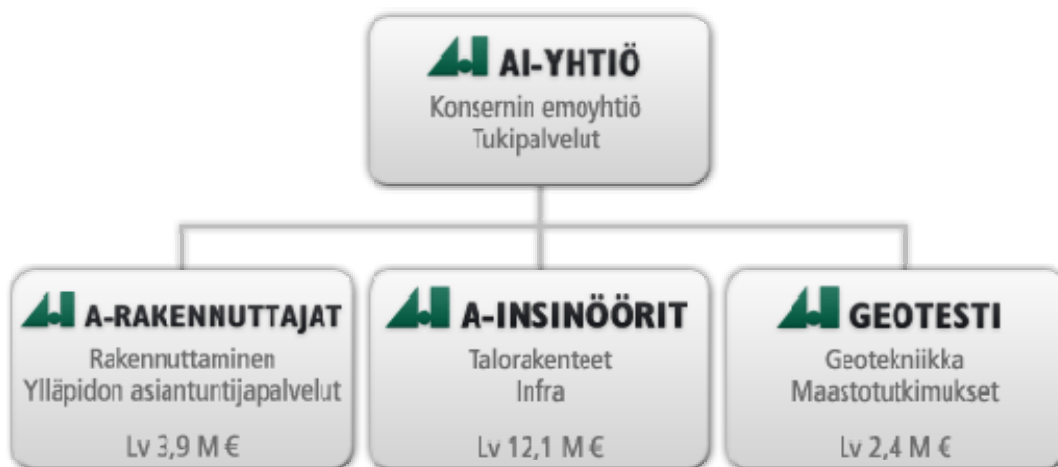 AI-YHTIÖ
Konsernin emoyhtiö
Tukipalvelut
A-RAKENNUTTAJAT
Rakennuttaminen
Ylläpidon asiantuntijapalvelut
Lv 3,9 M €
A-INSINÖÖRIT
Talorakenteet
Infra
Lv 12,1 M €
GEOTESTI
Geotekniikka
Maastotutkimukset
Lv 2,4 M €